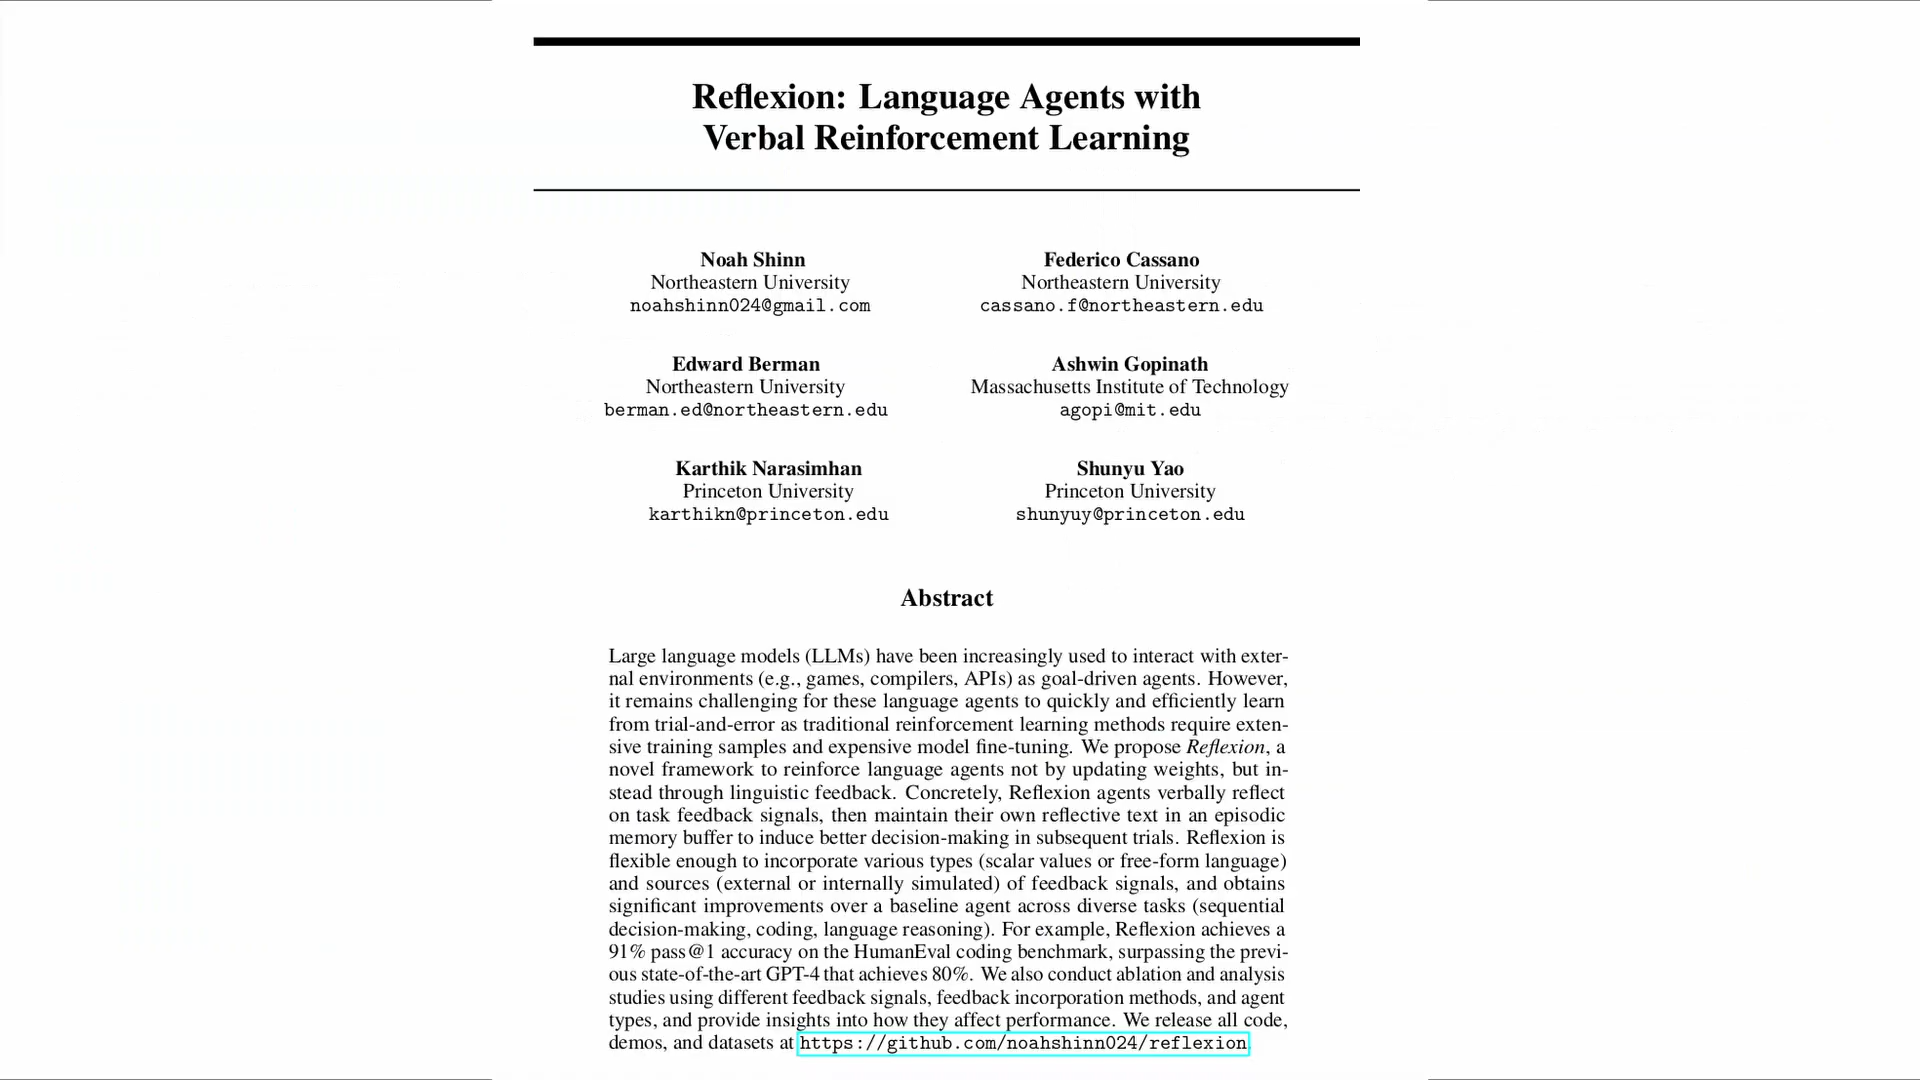 Reflexion: Language Agents with
Verbal Reinforcement Learning
Noah Shinn
Northeastern University
noahshinn024@gmail.com
Federico Cassano
Northeastern University
cassano.f@northeastern.edu
Edward Berman
Northeastern University
berman.ed@northeastern.edu
Ashwin Gopinath
Massachusetts Institute of Technology
agopi@mit.edu
Karthik Narasimhan
Princeton University
karthikn@princeton.edu
Shunyu Yao
Princeton University
shunyuy@princeton.edu
Abstract
Large language models (LLMs) have been increasingly used to interact with exter-
nal environments (e.g., games, compilers, APIs) as goal-driven agents. However,
it remains challenging for these language agents to quickly and efficiently learn
from trial-and-error as traditional reinforcement learning methods require exten-
sive training samples and expensive model fine-tuning. We propose Reflexion, a
novel framework to reinforce language agents not by updating weights, but in-
stead through linguistic feedback. Concretely, Reflexion agents verbally reflect
on task feedback signals, then maintain their own reflective text in an episodic
memory buffer to induce better decision-making in subsequent trials. Reflexion is
flexible enough to incorporate various types (scalar values or free-form language)
and sources (external or internally simulated) of feedback signals, and obtains
significant improvements over a baseline agent across diverse tasks (sequential
decision-making, coding, language reasoning). For example, Reflexion achieves a
91% pass@1 accuracy on the HumanEval coding benchmark, surpassing the previ-
ous state-of-the-art GPT-4 that achieves 80%. We also conduct ablation and analysis
studies using different feedback signals, feedback incorporation methods, and agent
types, and provide insights into how they affect performance. We release all code,
demos, and datasets at https://github.com/noahshinn024/reflexion.